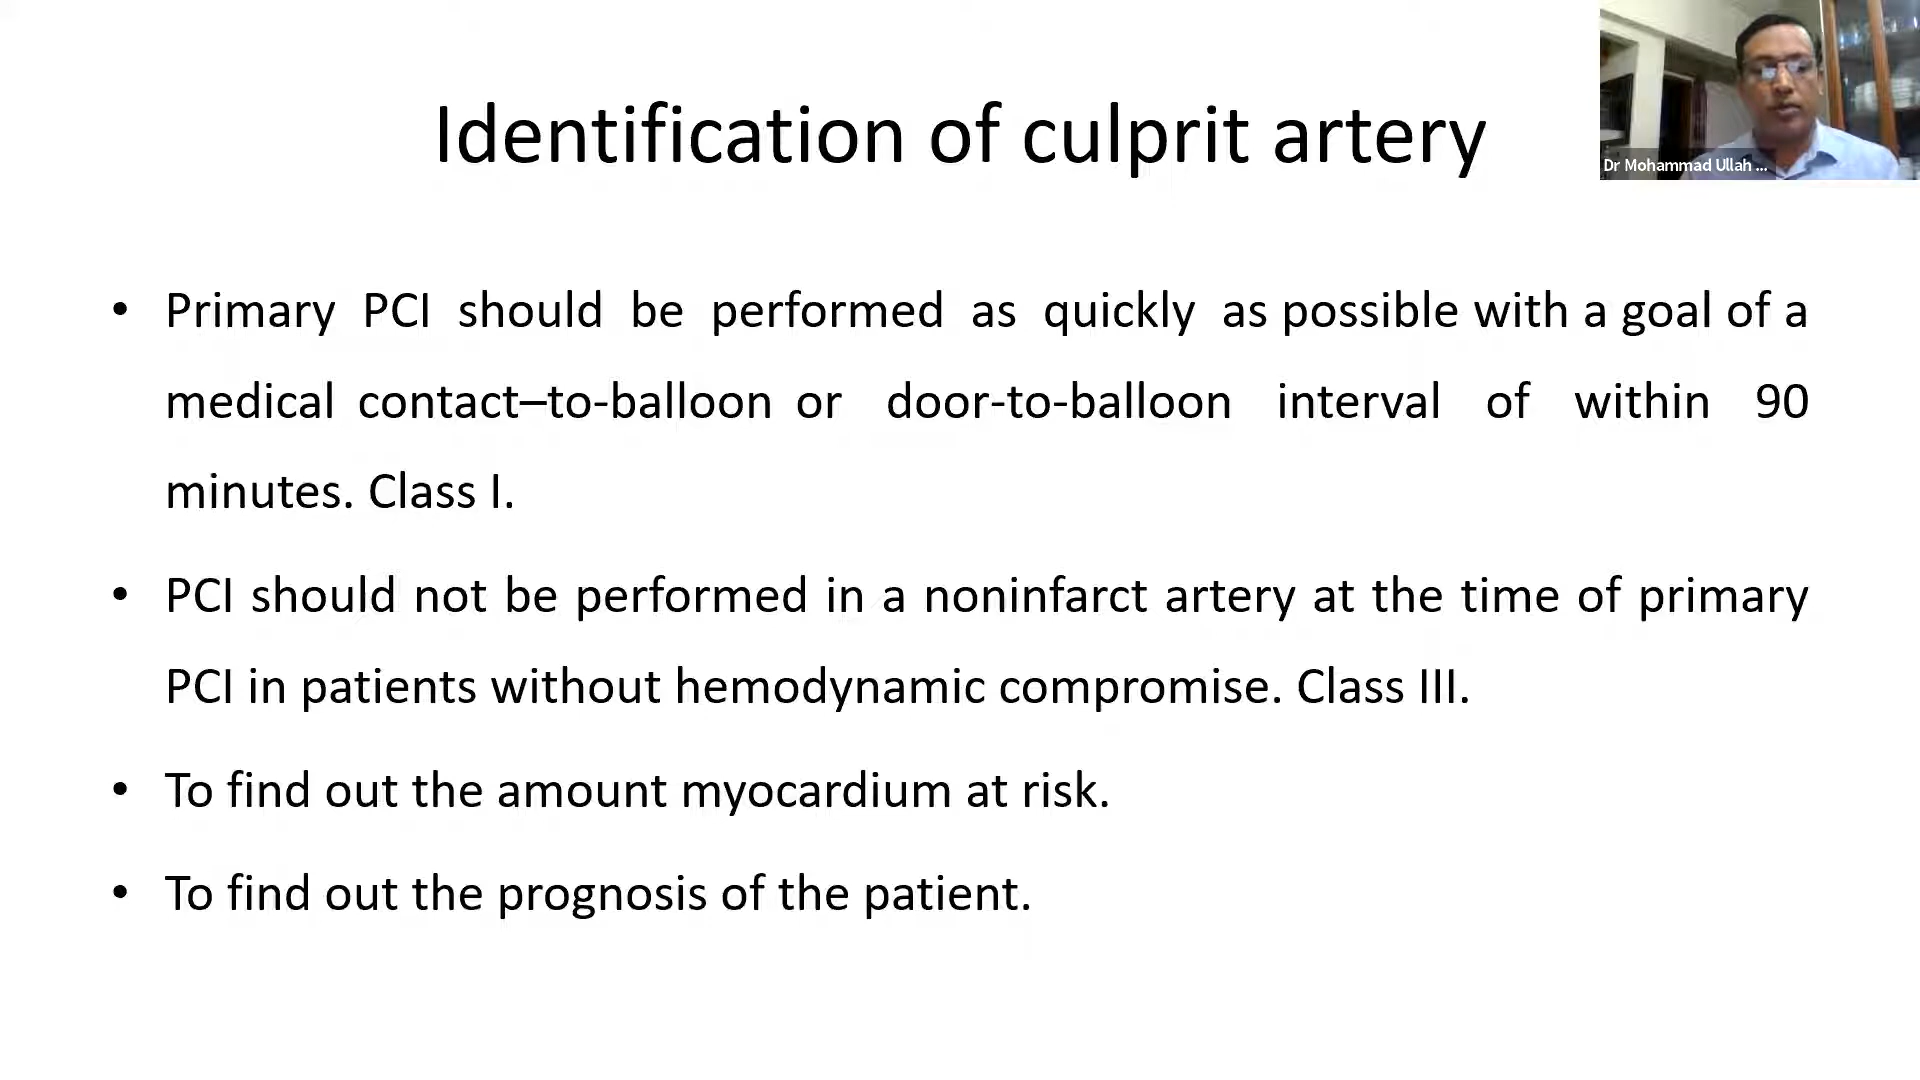 Identification of culprit artery
Dr Mohammad Ullah ...
• Primary PCI should be performed as quickly as possible with a goal of a
medical contact–to-balloon or door-to-balloon interval of within 90
minutes. Class I.
• PCI should not be performed in a noninfarct artery at the time of primary
PCI in patients without hemodynamic compromise. Class III.
• To find out the amount myocardium at risk.
• To find out the prognosis of the patient.